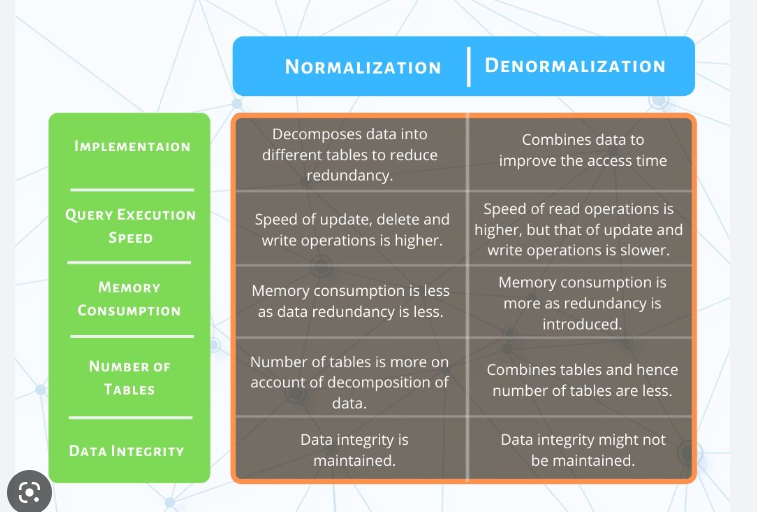 NORMALIZATION
DENORMALIZATION
IMPLEMENTAION
Decomposes data into
different tables to reduce
redundancy.
Combines data to
improve the access time
QUERY EXECUTION
SPEED
Speed of update, delete and
write operations is higher.
Speed of read operations is
higher, but that of update and
write operations is slower.
MEMORY
CONSUMPTION
Memory consumption is less
as data redundancy is less.
Memory consumption is
more as redundancy is
introduced.
NUMBER OF
TABLES
Number of tables is more on
account of decomposition of
data.
Combines tables and hence
number of tables are less.
DATA INTEGRITY
Data integrity is
maintained.
Data integrity might not
be maintained.